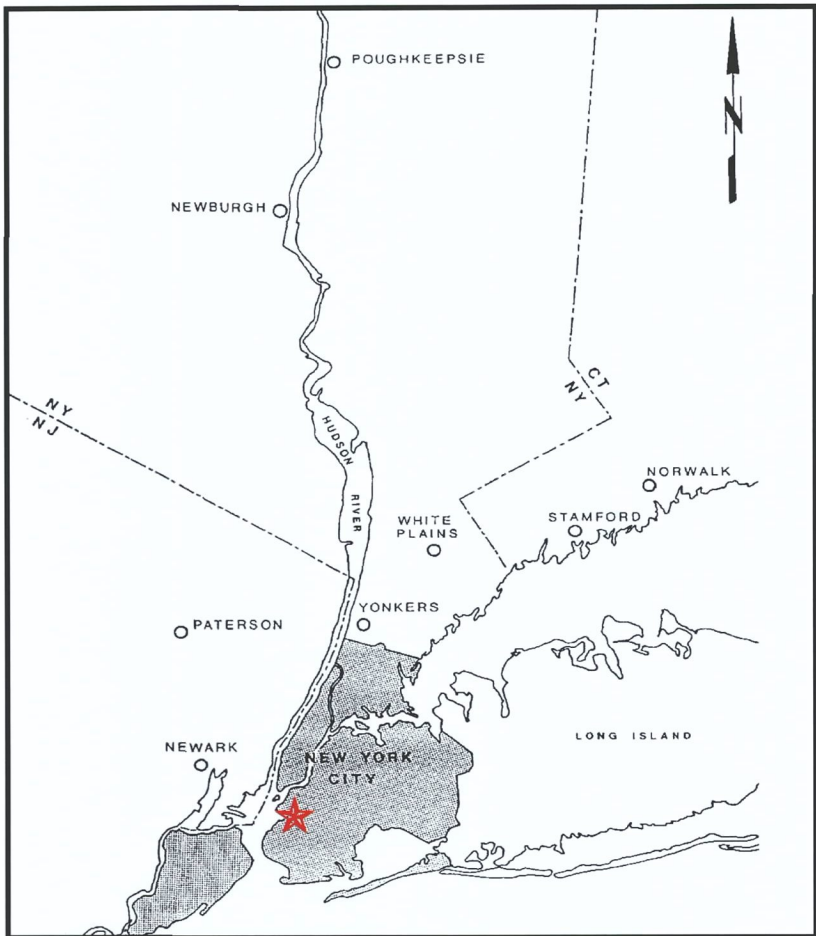 POUGHKEEPSIE
N
NEWBURGH
CT
NY
NY
NJ
HUDSON
RIVER
NORWALK
WHITE
PLAINS
STAMFORD
YONKERS
PATERSON
NEWARK
NEW YORK
CITY
LONG ISLAND